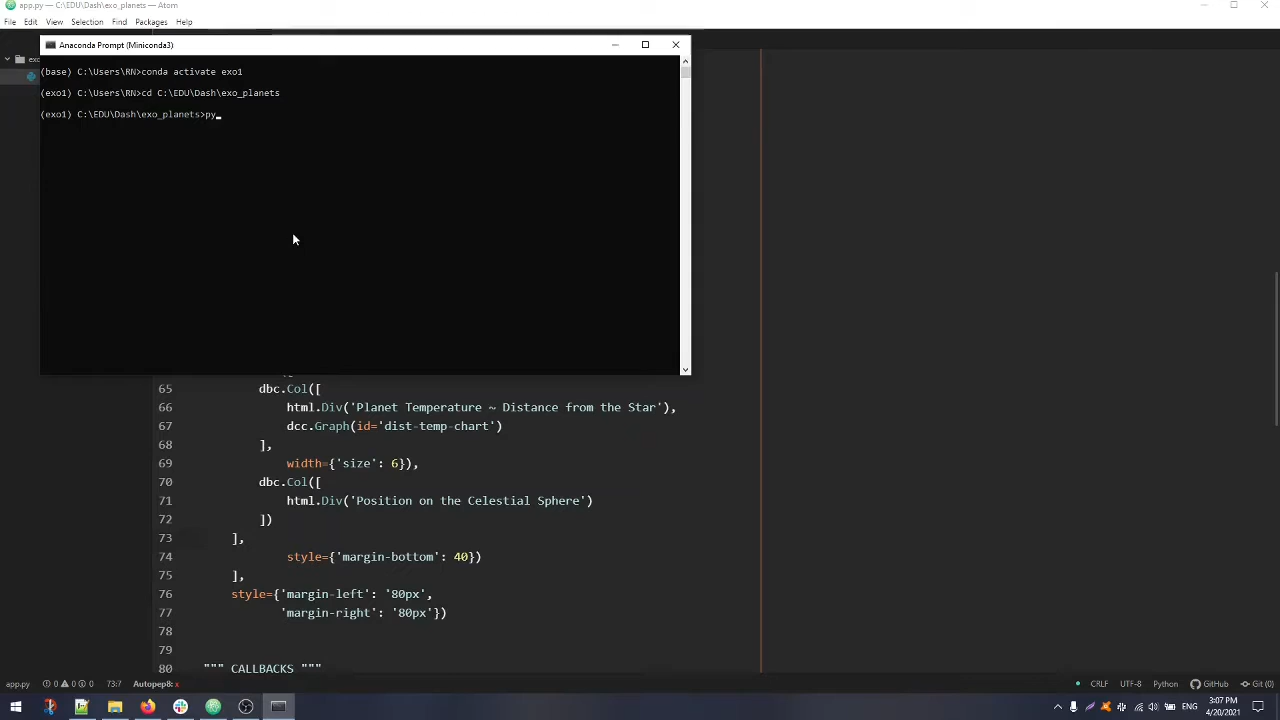 app.py — C:\EDU\Dash\exo_planets — Atom
File Edit View Selection Find Packages Help
Anaconda Prompt (Miniconda3)
(base) C:\Users\RN>conda activate exo1
(exo1) C:\Users\RN>cd C:\EDU\Dash\exo_planets
(exo1) C:\EDU\Dash\exo_planets>py_
65 dbc.Col([
66 html.Div('Planet Temperature ~ Distance from the Star'),
67 dcc.Graph(id='dist-temp-chart')
68 ],
69 width={'size': 6}),
70 dbc.Col([
71 html.Div('Position on the Celestial Sphere')
72 ])
73 ],
74 style={'margin-bottom': 40})
75 ],
76 style={'margin-left': '80px',
77 'margin-right': '80px'})
78
79
80 """ CALLBACKS """
app.py 0 0 0 73:7 Autopep8: x CRLF UTF-8 Python GitHub Git (0)
ENG 3:07 PM
4/20/2021